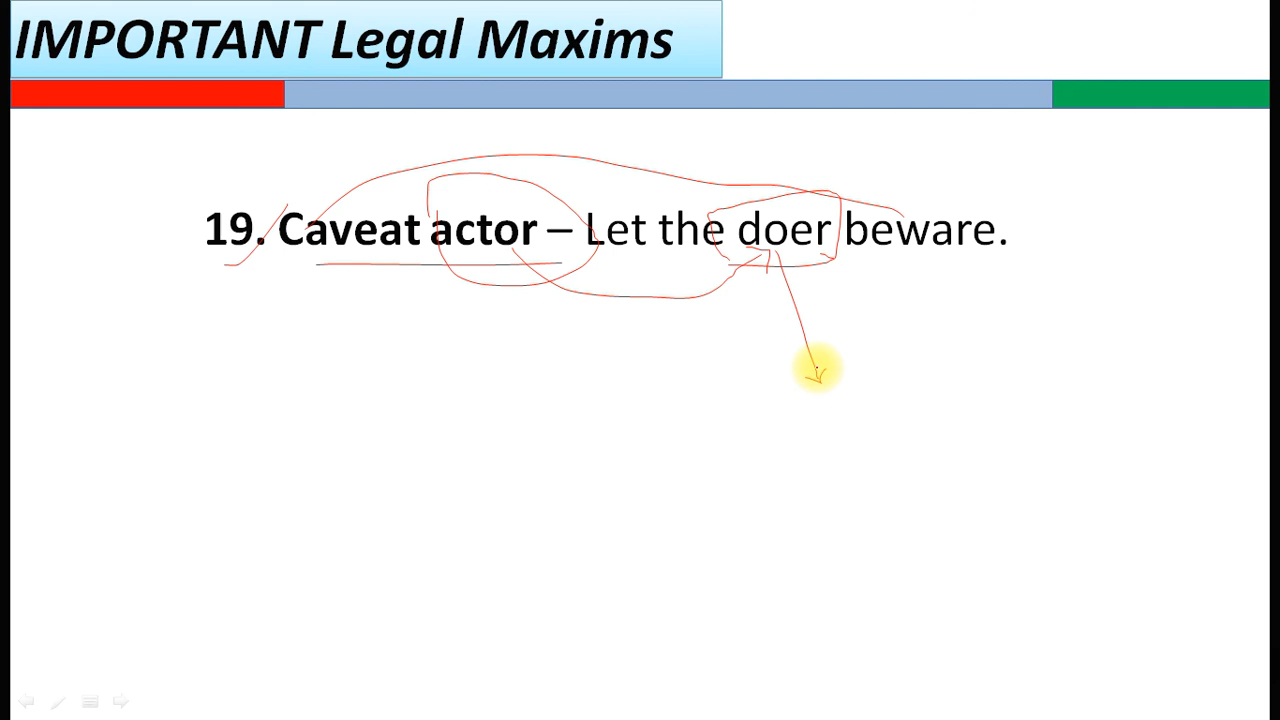 IMPORTANT Legal Maxims
19. Caveat actor – Let the doer beware.